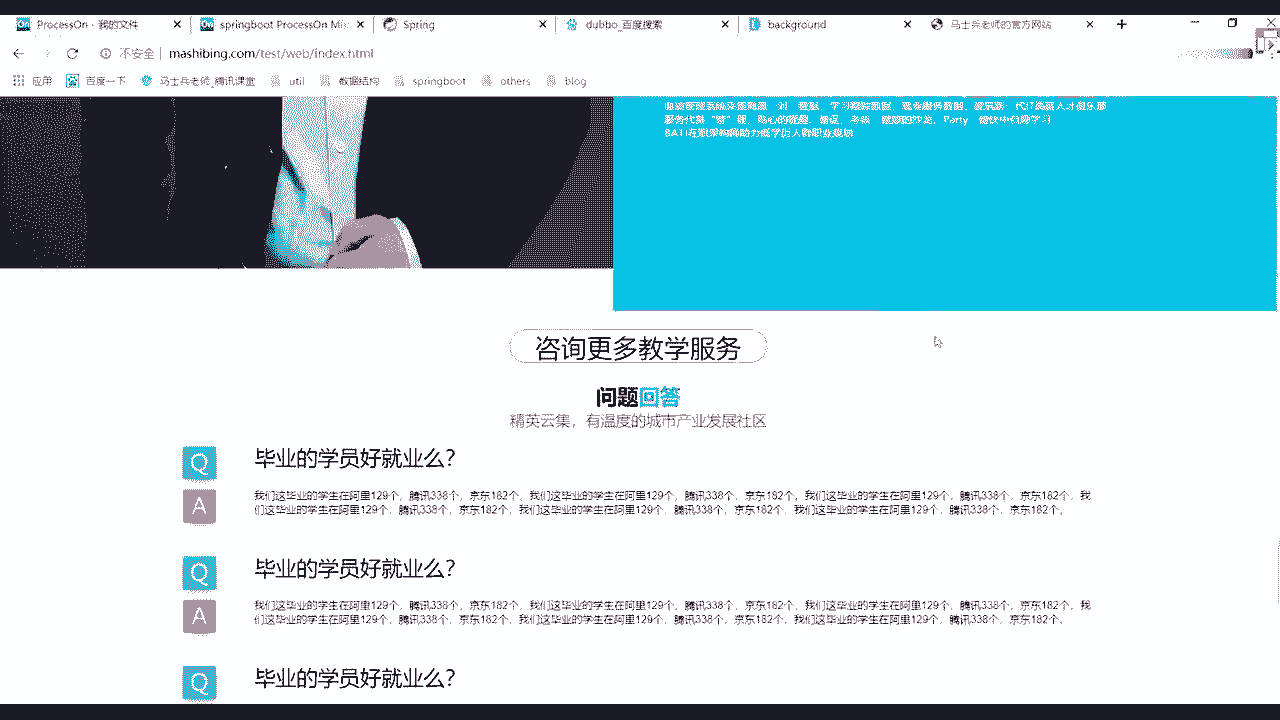 ProcessOn - 我的文件
springboot ProcessOn Mi
Spring
dubbo_百度搜索
background
马士兵老师的官方网站
不安全
mashibing.com/test/web/index.html
应用
百度一下
马士兵老师_腾讯课堂
util
数据结构
springboot
others
blog
咨询更多教学服务
问题回答
精英云集，有温度的城市产业发展社区
Q 毕业的学员好就业么？
A 我们这毕业的学生在阿里129个，腾讯338个，京东182个，我们这毕业的学生在阿里129个，腾讯338个，京东182个，我们这毕业的学生在阿里129个，腾讯338个，京东182个，我
们这毕业的学生在阿里129个，腾讯338个，京东182个，我们这毕业的学生在阿里129个，腾讯338个，京东182个，我们这毕业的学生在阿里129个，腾讯338个，京东182个，
Q 毕业的学员好就业么？
A 我们这毕业的学生在阿里129个，腾讯338个，京东182个，我们这毕业的学生在阿里129个，腾讯338个，京东182个，我们这毕业的学生在阿里129个，腾讯338个，京东182个，我
们这毕业的学生在阿里129个，腾讯338个，京东182个，我们这毕业的学生在阿里129个，腾讯338个，京东182个，我们这毕业的学生在阿里129个，腾讯338个，京东182个，
Q 毕业的学员好就业么？